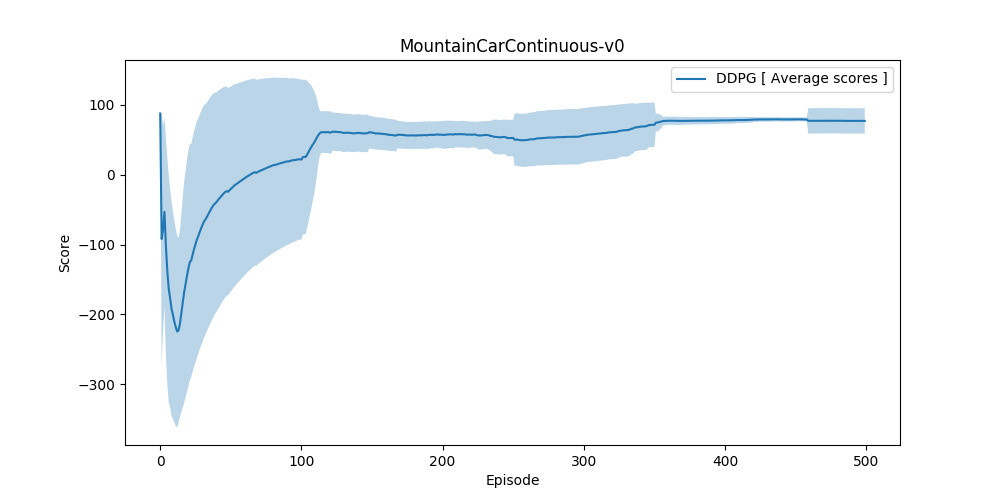 MountainCarContinuous-v0
DDPG [ Average scores ]
100
0
−100
−200
−300
Score
0 100 200 300 400 500
Episode